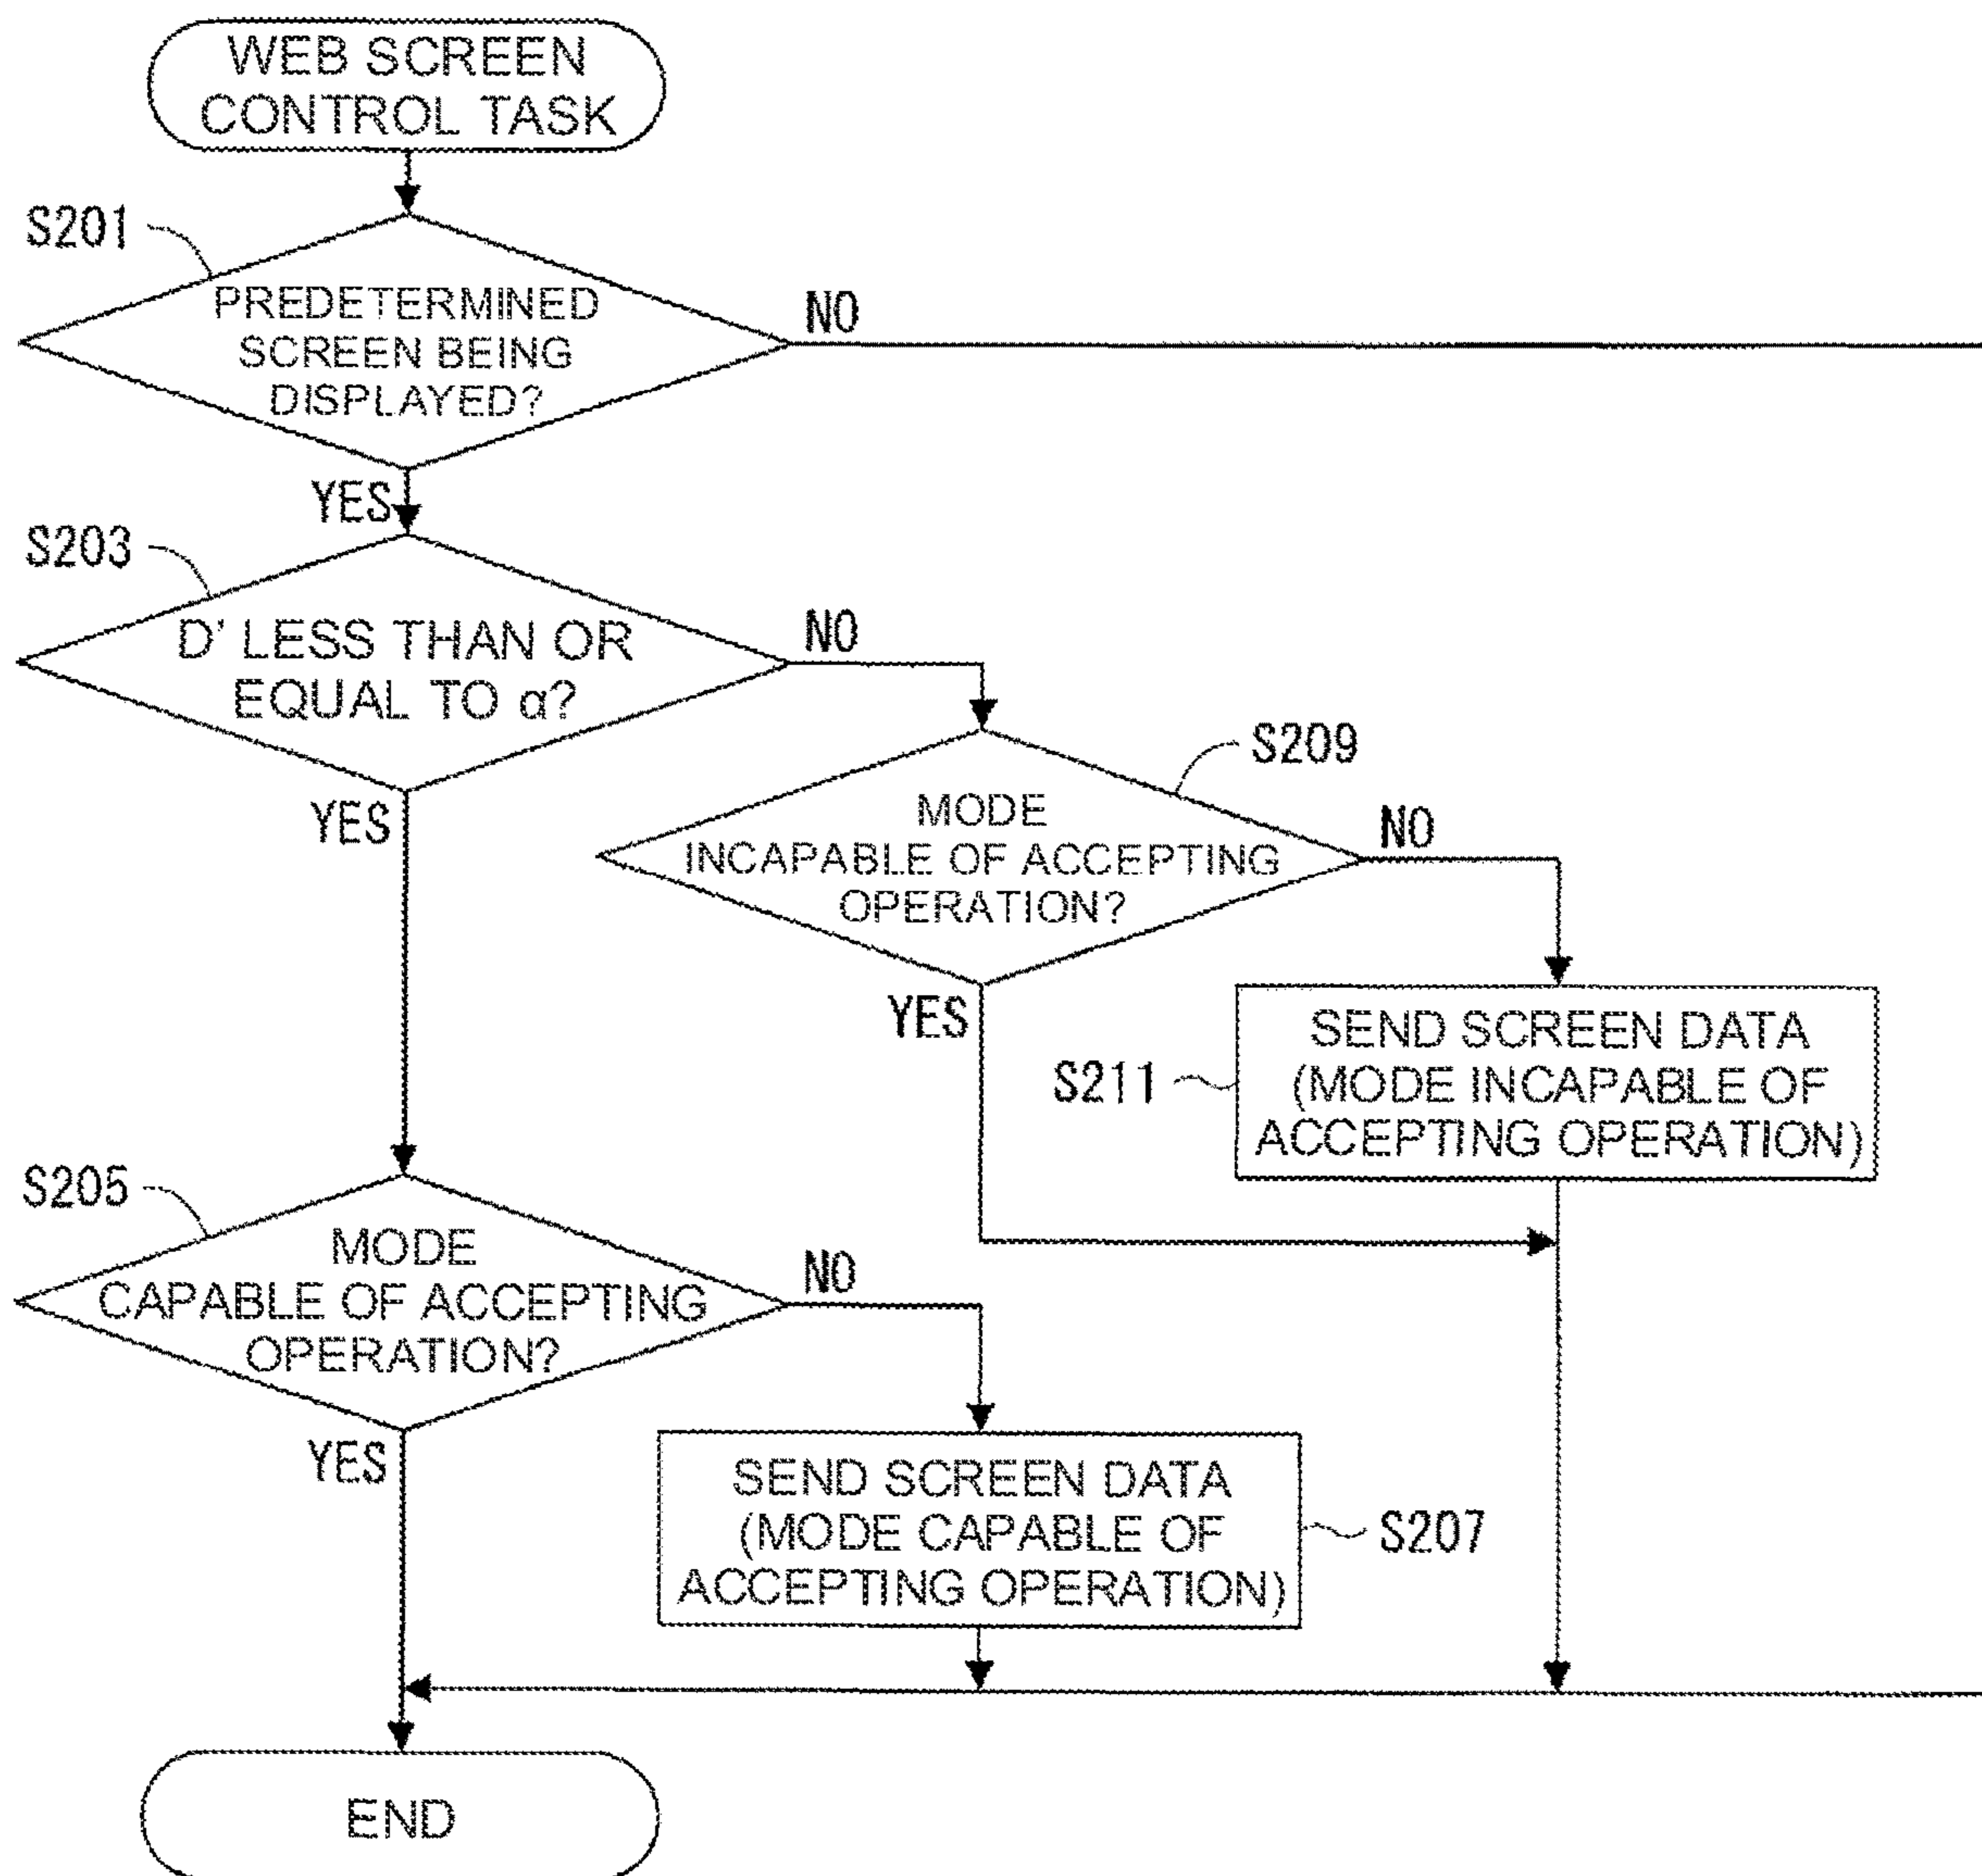 WEB SCREEN
CONTROL TASK
S201
PREDETERMINED
SCREEN BEING
DISPLAYED?
NO
YES
S203
D' LESS THAN OR
EQUAL TO α?
NO
YES
S209
MODE
INCAPABLE OF ACCEPTING
OPERATION?
NO
YES
S211
SEND SCREEN DATA
(MODE INCAPABLE OF
ACCEPTING OPERATION)
S205
MODE
CAPABLE OF ACCEPTING
OPERATION?
NO
YES
SEND SCREEN DATA
(MODE CAPABLE OF
ACCEPTING OPERATION)
S207
END